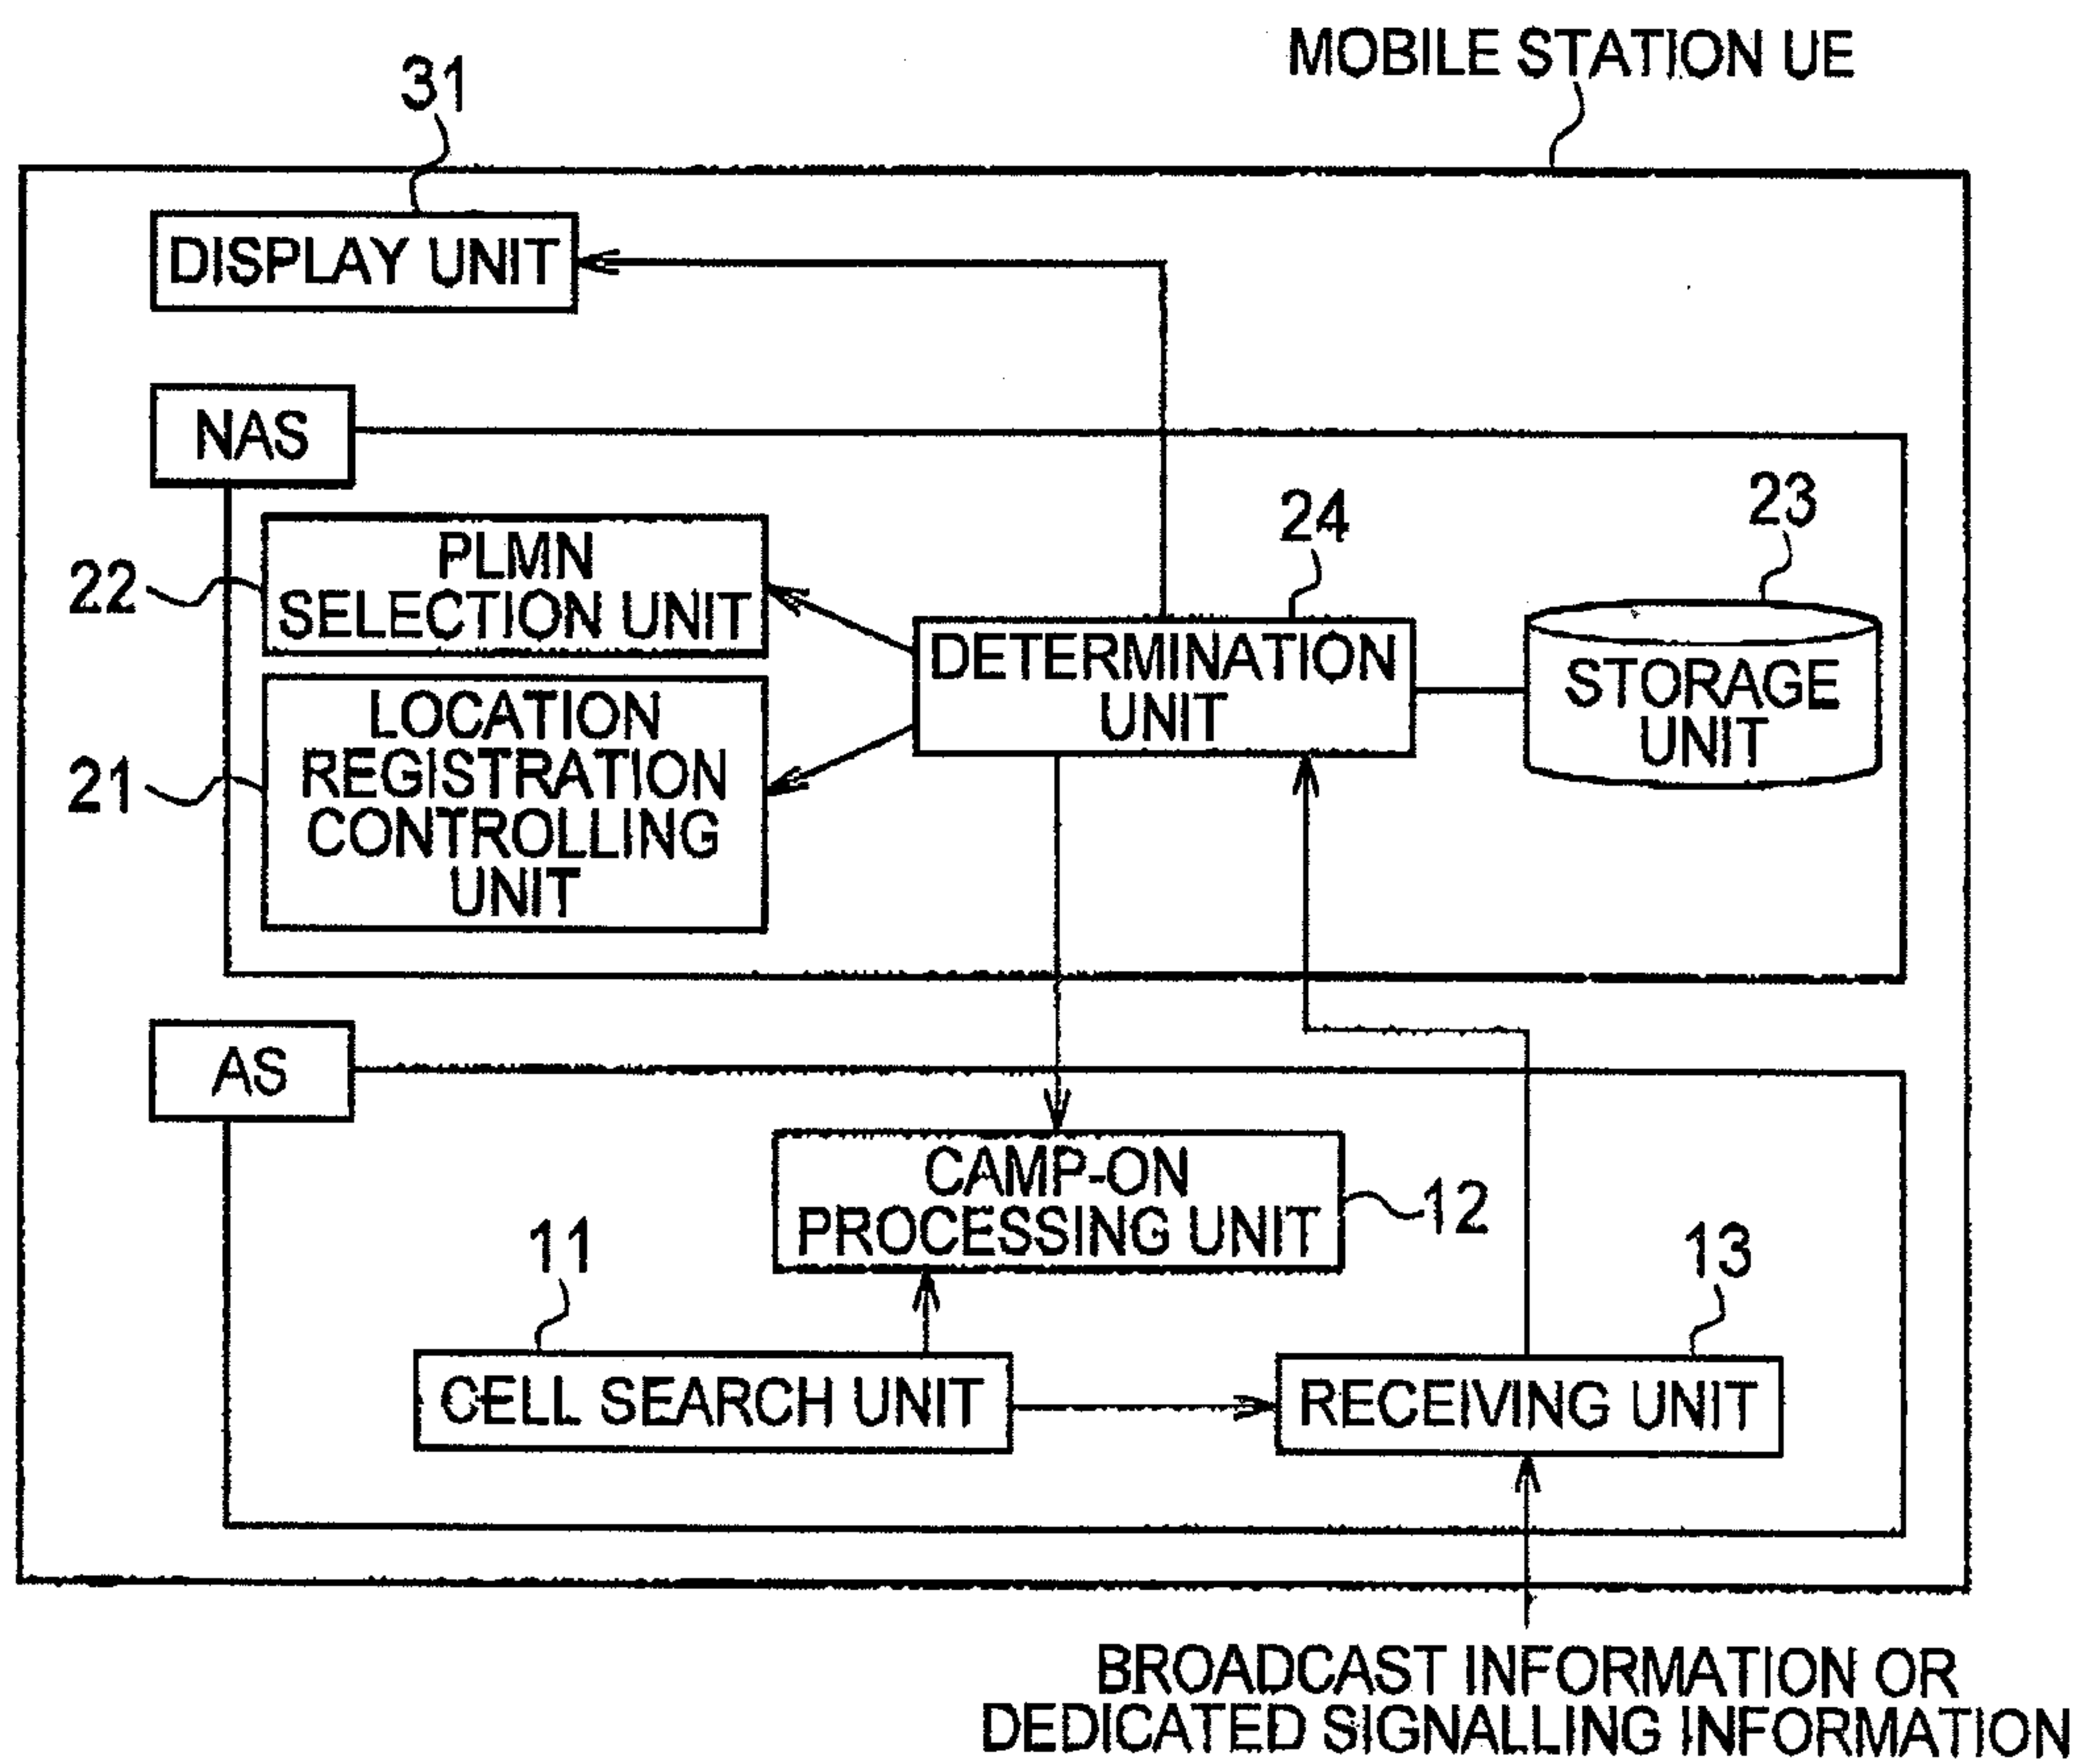 MOBILE STATION UE
31
DISPLAY UNIT
NAS
24
23
22
PLMN
SELECTION UNIT
DETERMINATION
UNIT
STORAGE
UNIT
21
LOCATION
REGISTRATION
CONTROLLING
UNIT
AS
CAMP-ON
PROCESSING UNIT
12
11
13
CELL SEARCH UNIT
RECEIVING UNIT
BROADCAST INFORMATION OR
DEDICATED SIGNALLING INFORMATION